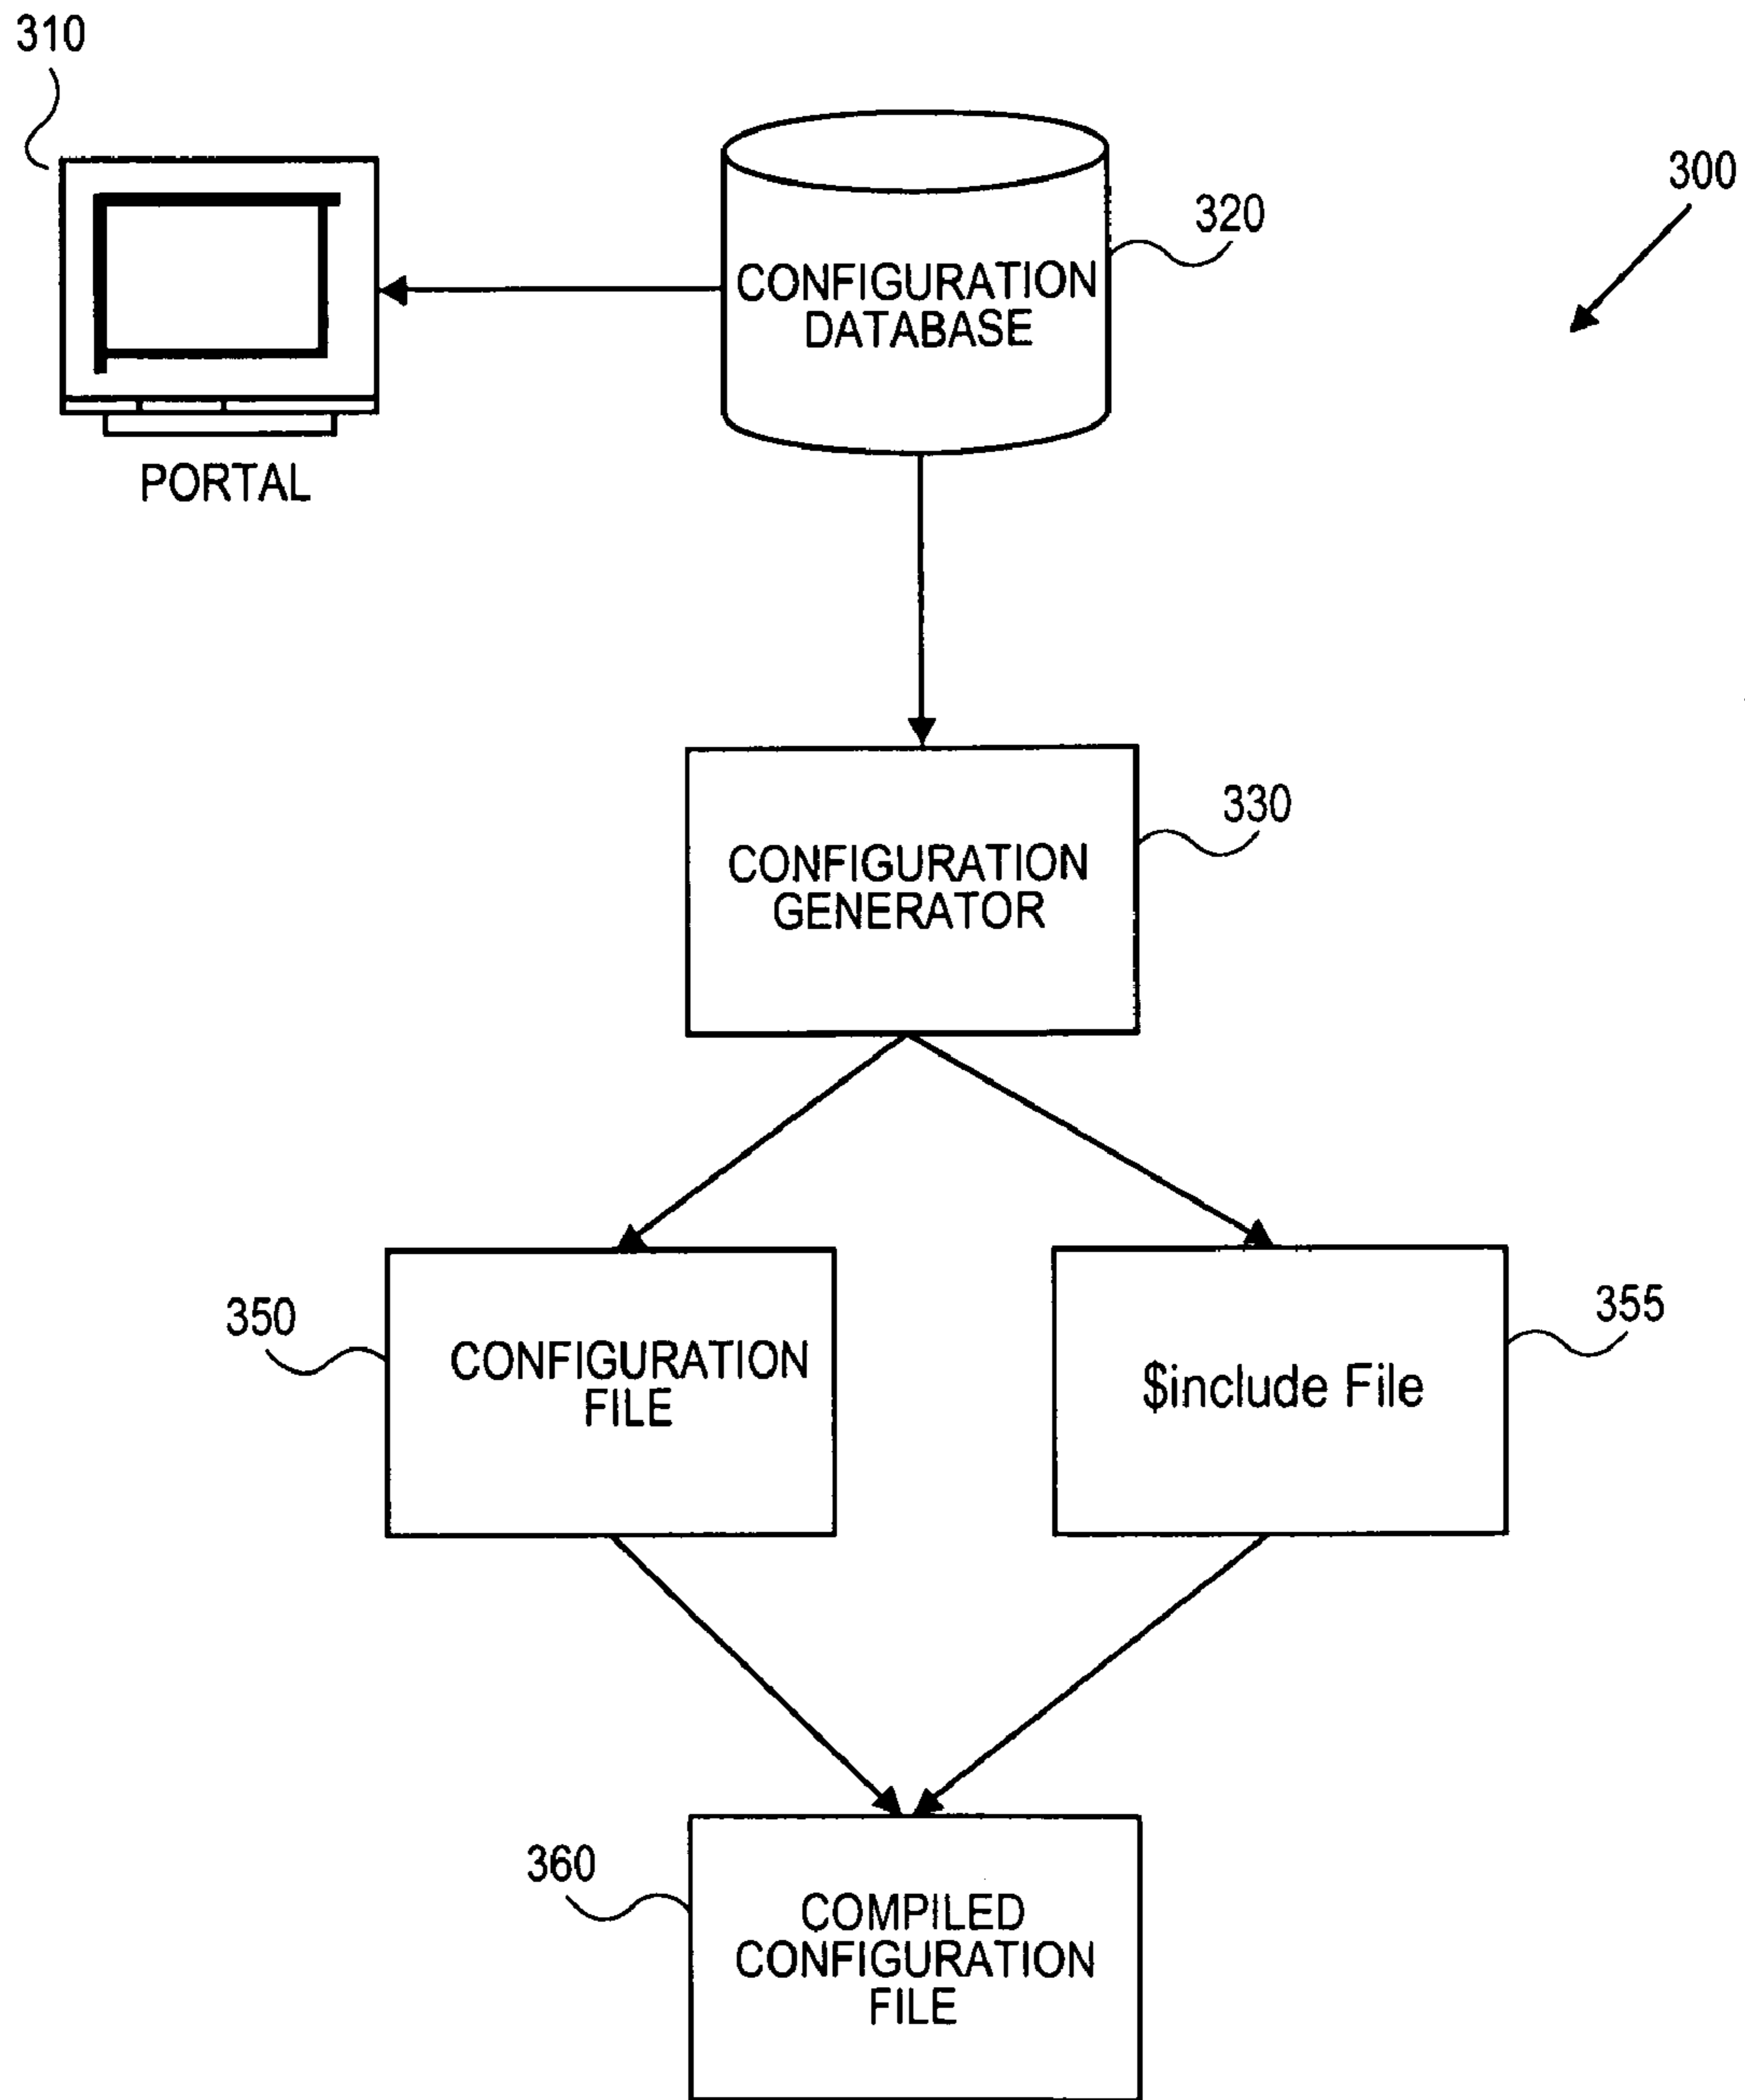 310
300
320
CONFIGURATION
DATABASE
PORTAL
330
CONFIGURATION
GENERATOR
350
CONFIGURATION
FILE
355
$include File
360
COMPILED
CONFIGURATION
FILE